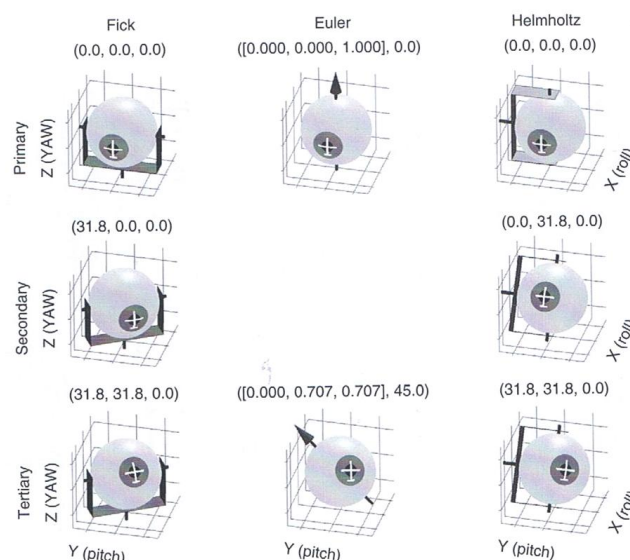 Fick Euler Helmholtz
(0.0, 0.0, 0.0) ([0.000, 0.000, 1.000], 0.0) (0.0, 0.0, 0.0)
Primary
Z (YAW)
X (roll)
(31.8, 0.0, 0.0) (0.0, 31.8, 0.0)
Secondary
Z (YAW)
X (roll)
(31.8, 31.8, 0.0) ([0.000, 0.707, 0.707], 45.0) (31.8, 31.8, 0.0)
Tertiary
Z (YAW)
X (roll)
Y (pitch) Y (pitch) Y (pitch)